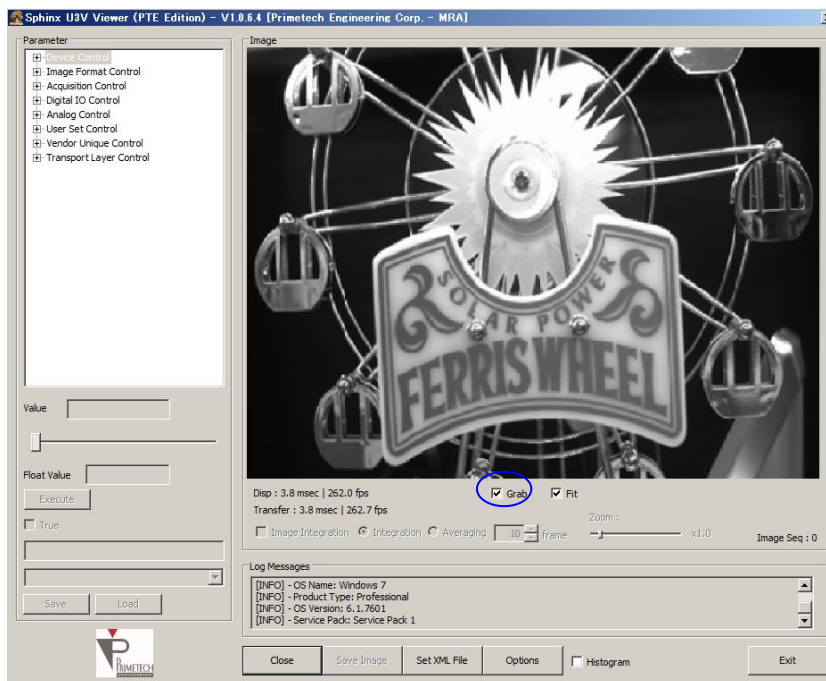 Sphinx U3V Viewer (PTE Edition) - V1.0.6.4 [Primetech Engineering Corp. - MRA]
Parameter
Device Control
Image Format Control
Acquisition Control
Digital IO Control
Analog Control
User Set Control
Vendor Unique Control
Transport Layer Control
Value
Float Value
Execute
True
Save
Load
PRIMETECH
ENGINEERING
Image
SOLAR POWER
FERRIS WHEEL
Disp : 3.8 msec | 262.0 fps
Grab
Fit
Transfer : 3.8 msec | 262.7 fps
Zoom :
Image Integration
Integration
Averaging
10
frame
x1.0
Image Seq : 0
Log Messages
[INFO] - OS Name: Windows 7
[INFO] - Product Type: Professional
[INFO] - OS Version: 6.1.7601
[INFO] - Service Pack: Service Pack 1
Close
Save Image
Set XML File
Options
Histogram
Exit